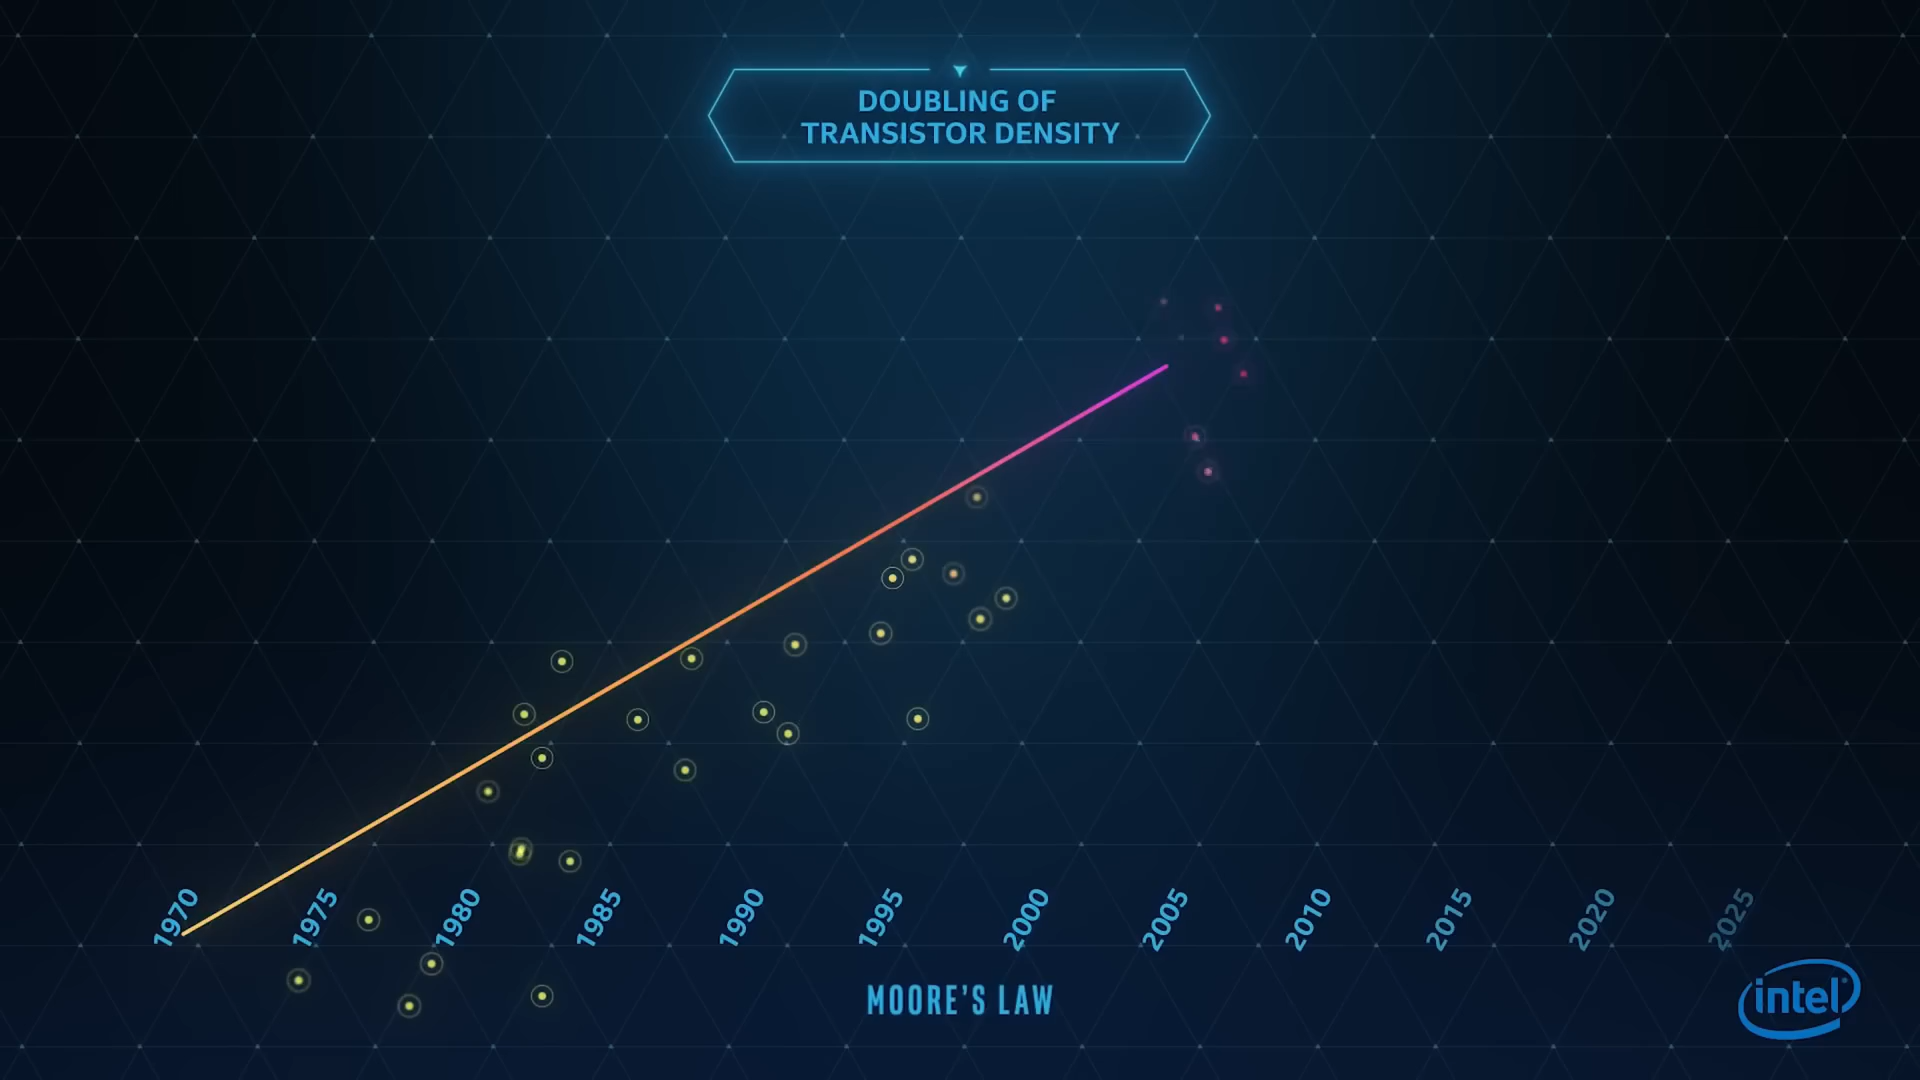 DOUBLING OF
TRANSISTOR DENSITY
1970 1975 1980 1985 1990 1995 2000 2005 2010 2015 2020 2025
MOORE'S LAW
intel